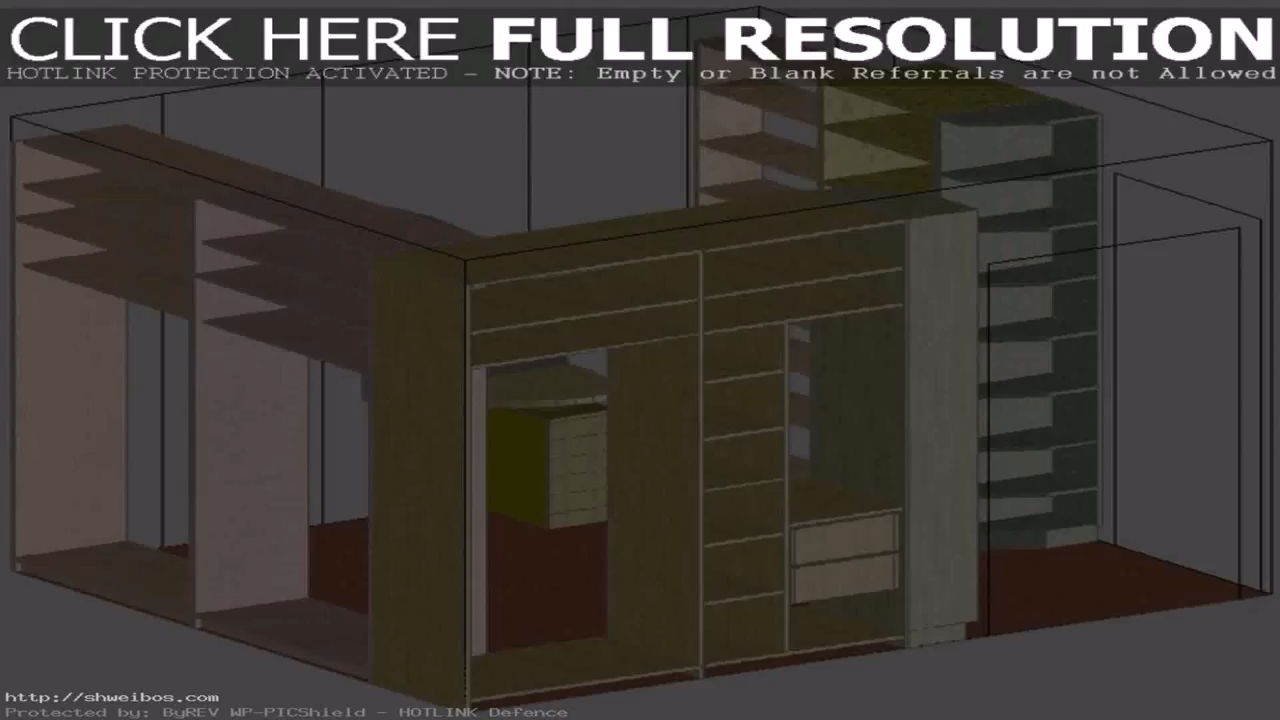 CLICK HERE FULL RESOLUTION
HOTLINK PROTECTION ACTIVATED - NOTE: Empty or Blank Referrals are not Allowed
http://shweibos.com
Protected by: ByREV WP-PICShield - HOTLINK Defence